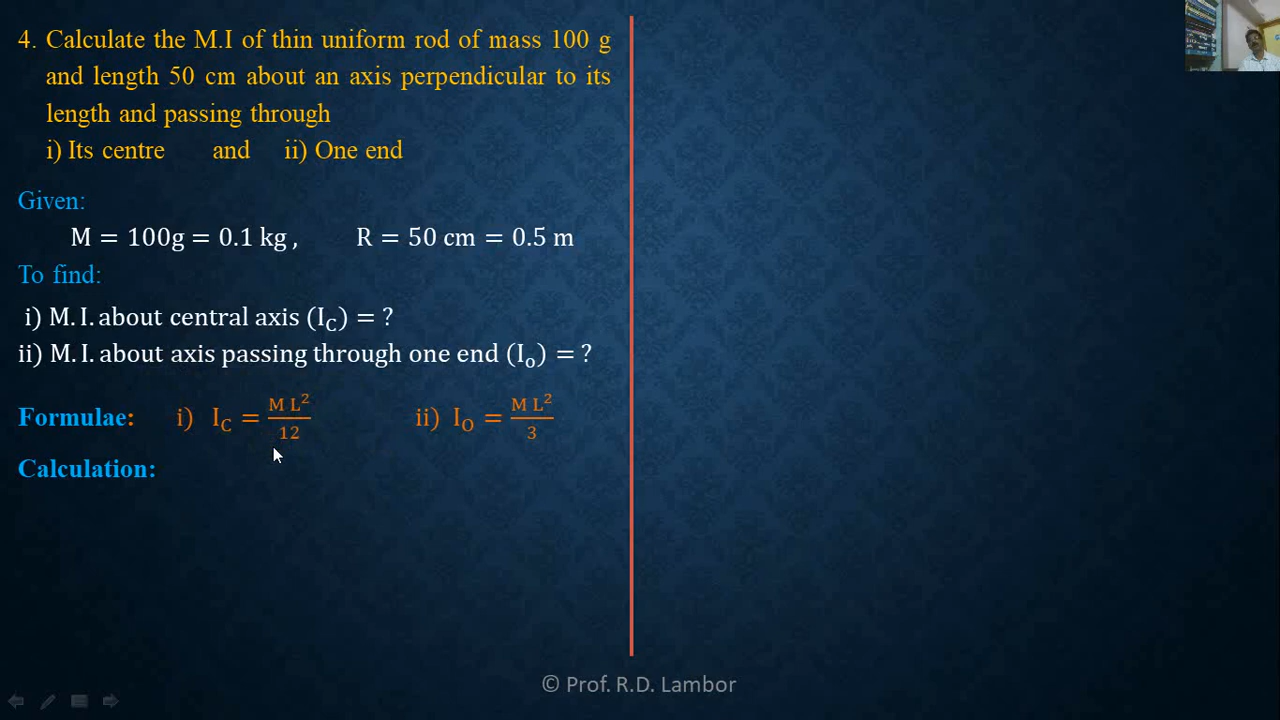 4. Calculate the M.I of thin uniform rod of mass 100 g
and length 50 cm about an axis perpendicular to its
length and passing through
i) Its centre and ii) One end
Given:
M = 100g = 0.1 kg , R = 50 cm = 0.5 m
To find:
i) M. I. about central axis (I_C) = ?
ii) M. I. about axis passing through one end (I_o) = ?
Formulae: i) I_C = M L²/12 ii) I_O = M L²/3
Calculation:
© Prof. R.D. Lambor